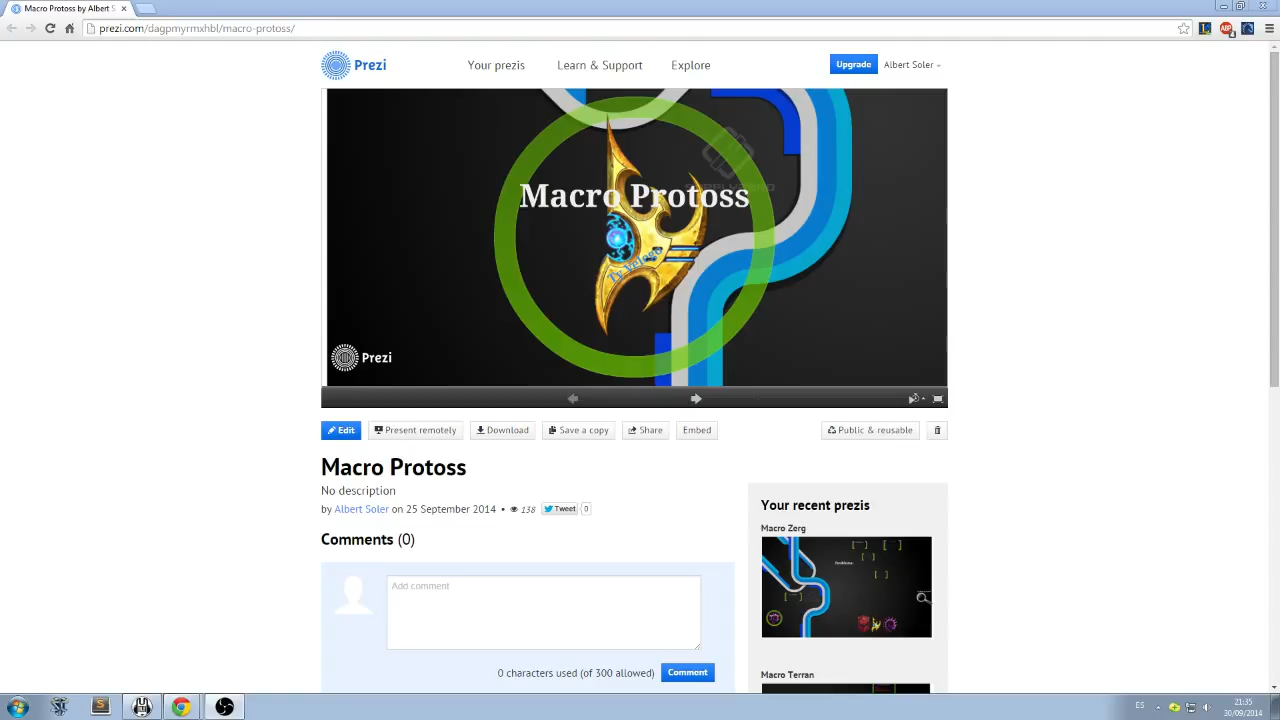 Macro Protoss by Albert S
prezi.com/dagpmyrmxhbl/macro-protoss/
Prezi
Your prezis
Learn & Support
Explore
Upgrade
Albert Soler
Macro Protoss
Prezi
Edit
Present remotely
Download
Save a copy
Share
Embed
Public & reusable
Macro Protoss
No description
by Albert Soler on 25 September 2014 • 138
Tweet
0
Comments (0)
Add comment
0 characters used (of 300 allowed)
Comment
Your recent prezis
Macro Zerg
Macro Terran
ES
21:35
30/09/2014